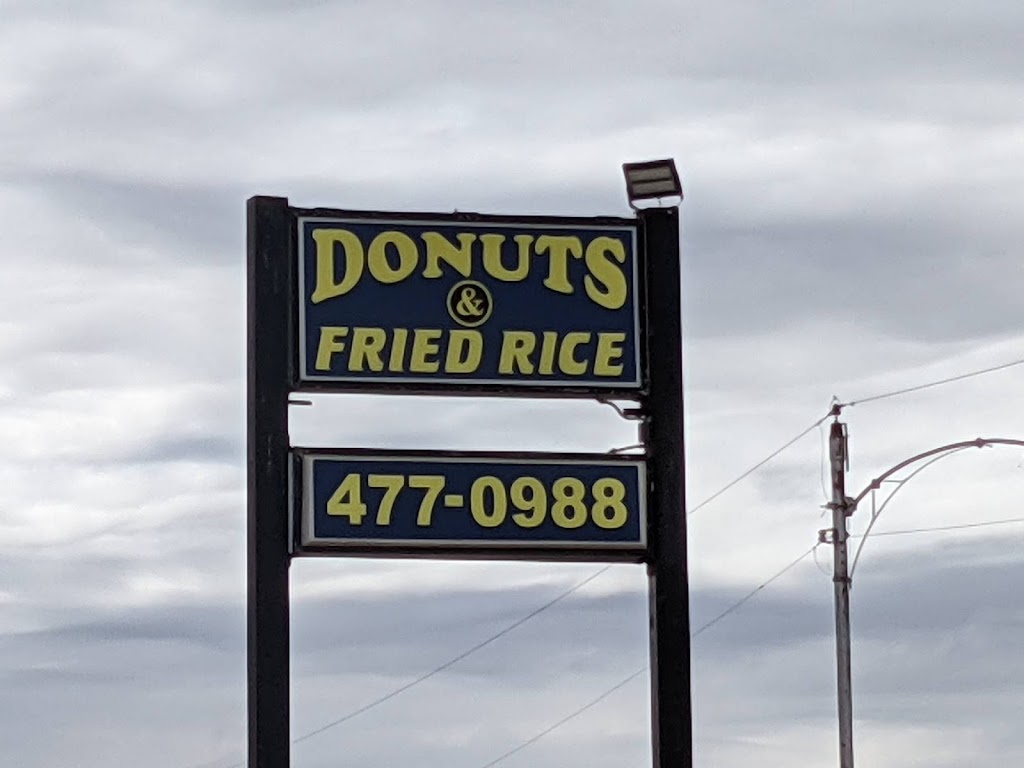 DONUTS
&
FRIED RICE
477-0988